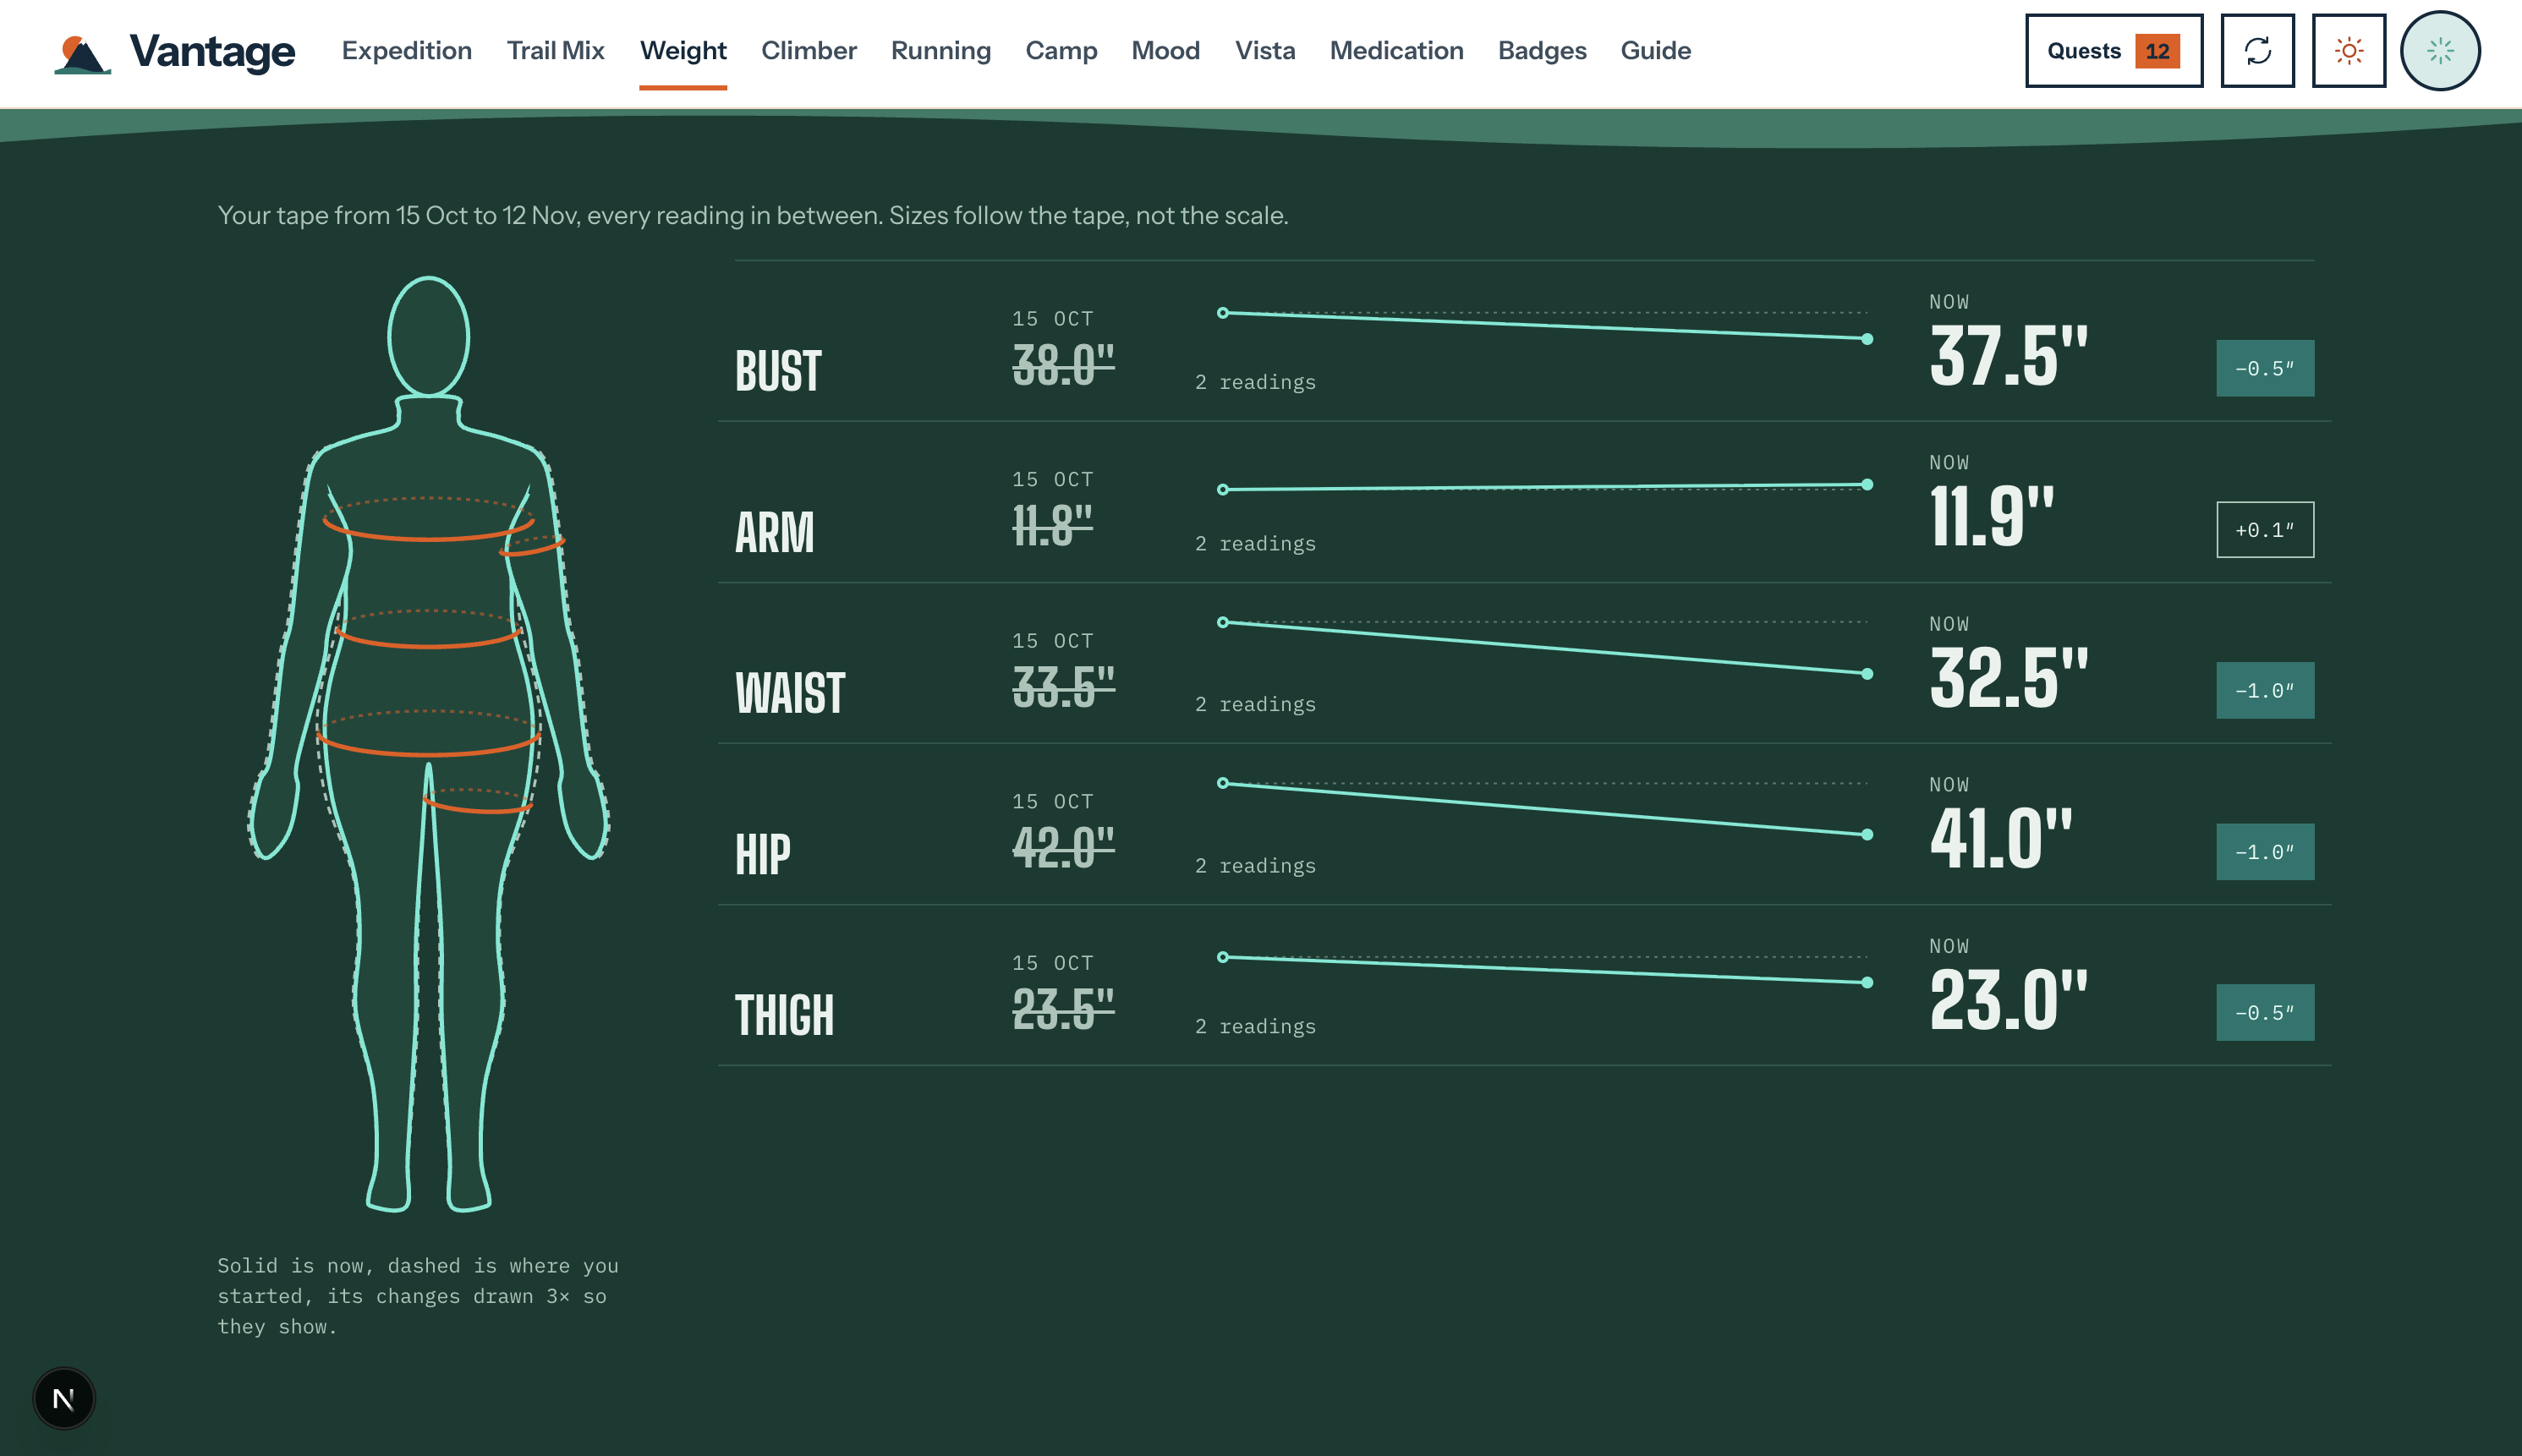 Vantage
Expedition
Trail Mix
Weight
Climber
Running
Camp
Mood
Vista
Medication
Badges
Guide
Quests 12
Your tape from 15 Oct to 12 Nov, every reading in between. Sizes follow the tape, not the scale.
BUST
15 OCT
38.0"
2 readings
NOW
37.5"
−0.5″
ARM
15 OCT
11.8"
2 readings
NOW
11.9"
+0.1″
WAIST
15 OCT
33.5"
2 readings
NOW
32.5"
−1.0″
HIP
15 OCT
42.0"
2 readings
NOW
41.0"
−1.0″
THIGH
15 OCT
23.5"
2 readings
NOW
23.0"
−0.5″
Solid is now, dashed is where you
started, its changes drawn 3× so
they show.
N